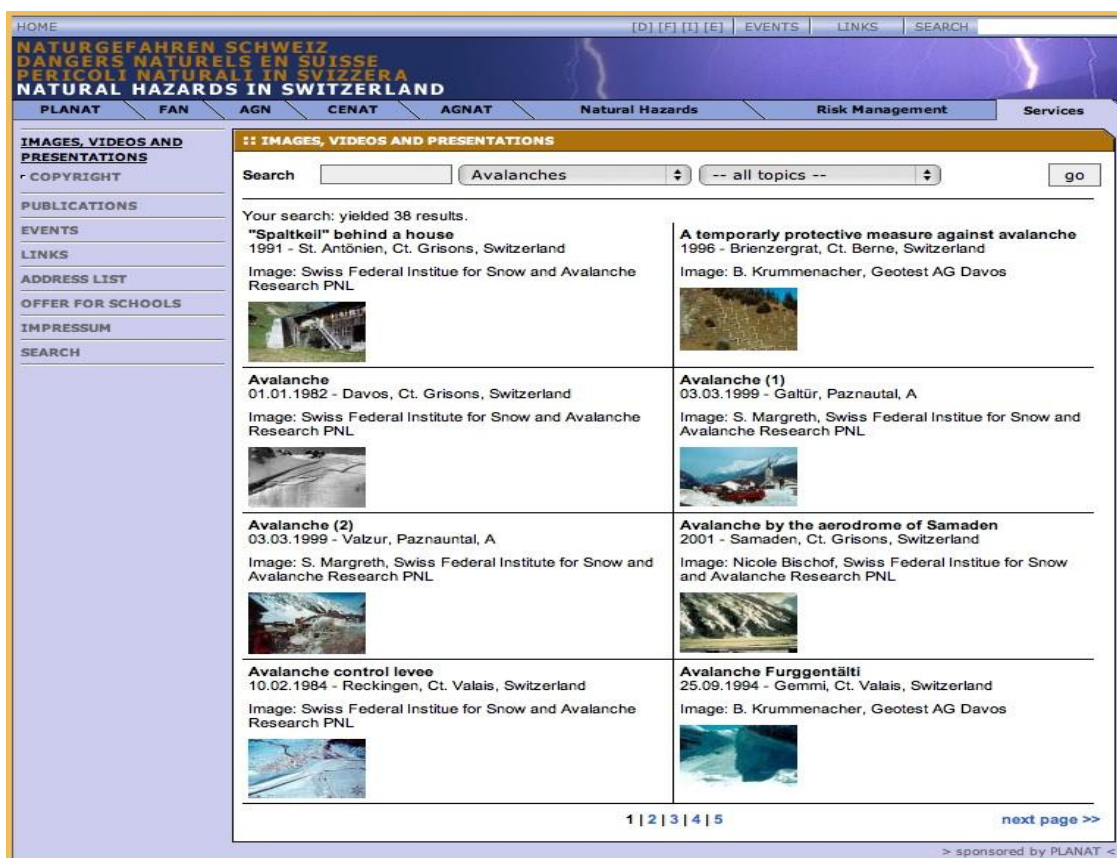 HOME [D] [F] [I] [E] EVENTS LINKS SEARCH
NATURGEFAHREN SCHWEIZ
DANGERS NATURELS EN SUISSE
PERICOLI NATURALI IN SVIZZERA
NATURAL HAZARDS IN SWITZERLAND
PLANAT FAN AGN CENAT AGNAT Natural Hazards Risk Management Services
IMAGES, VIDEOS AND
PRESENTATIONS
COPYRIGHT
PUBLICATIONS
EVENTS
LINKS
ADDRESS LIST
OFFER FOR SCHOOLS
IMPRESSUM
SEARCH
:: IMAGES, VIDEOS AND PRESENTATIONS
Search Avalanches -- all topics -- go
Your search: yielded 38 results.
"Spaltkeil" behind a house
1991 - St. Antönien, Ct. Grisons, Switzerland
Image: Swiss Federal Institue for Snow and Avalanche
Research PNL
A temporarly protective measure against avalanche
1996 - Brienzergrat, Ct. Berne, Switzerland
Image: B. Krummenacher, Geotest AG Davos
Avalanche
01.01.1982 - Davos, Ct. Grisons, Switzerland
Image: Swiss Federal Institute for Snow and Avalanche
Research PNL
Avalanche (1)
03.03.1999 - Galtür, Paznautal, A
Image: S. Margreth, Swiss Federal Institue for Snow and
Avalanche Research PNL
Avalanche (2)
03.03.1999 - Valzur, Paznauntal, A
Image: S. Margreth, Swiss Federal Institute for Snow and
Avalanche Research PNL
Avalanche by the aerodrome of Samaden
2001 - Samaden, Ct. Grisons, Switzerland
Image: Nicole Bischof, Swiss Federal Institue for Snow
and Avalanche Research PNL
Avalanche control levee
10.02.1984 - Reckingen, Ct. Valais, Switzerland
Image: Swiss Federal Institue for Snow and Avalanche
Research PNL
Avalanche Furggentälti
25.09.1994 - Gemmi, Ct. Valais, Switzerland
Image: B. Krummenacher, Geotest AG Davos
1 | 2 | 3 | 4 | 5 next page >>
> sponsored by PLANAT <